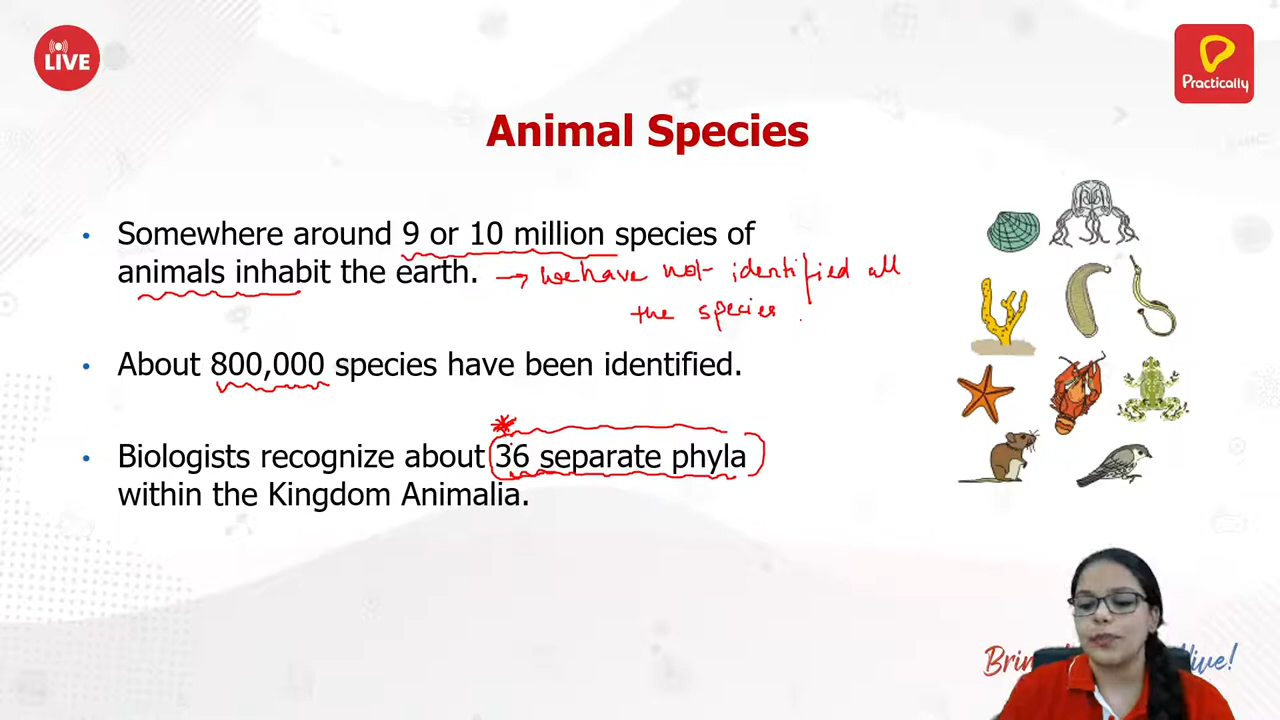 LIVE
Practically
Animal Species
• Somewhere around 9 or 10 million species of
animals inhabit the earth. → we have not identified all
the species.
• About 800,000 species have been identified.
*
• Biologists recognize about 36 separate phyla
within the Kingdom Animalia.